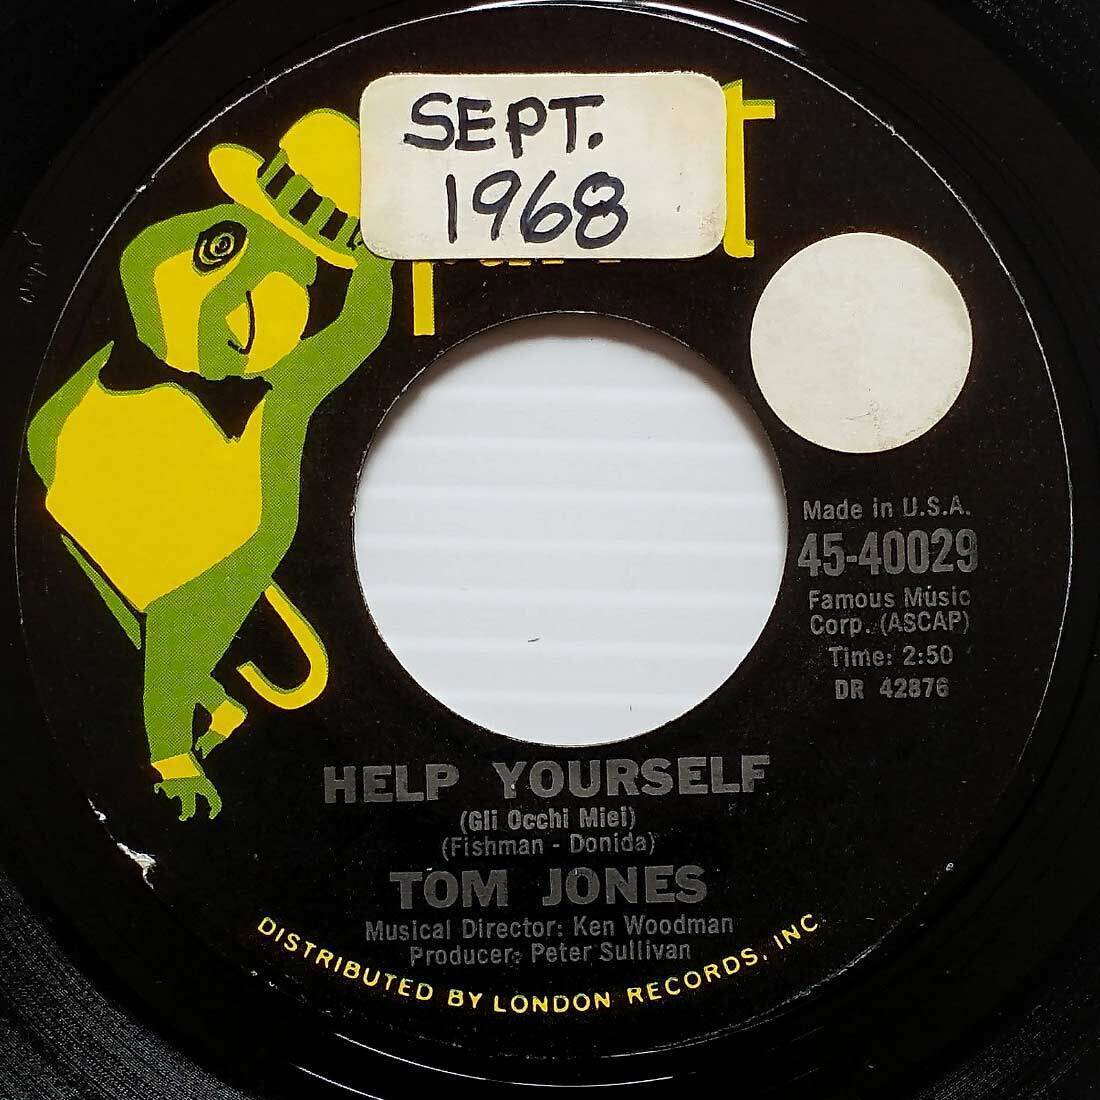 SEPT.
1968
Made in U.S.A.
45-40029
Famous Music
Corp. (ASCAP)
Time: 2:50
DR 42876
HELP YOURSELF
(Gli Occhi Miei)
(Fishman - Donida)
TOM JONES
Musical Director: Ken Woodman
Producer: Peter Sullivan
DISTRIBUTED BY LONDON RECORDS, INC.